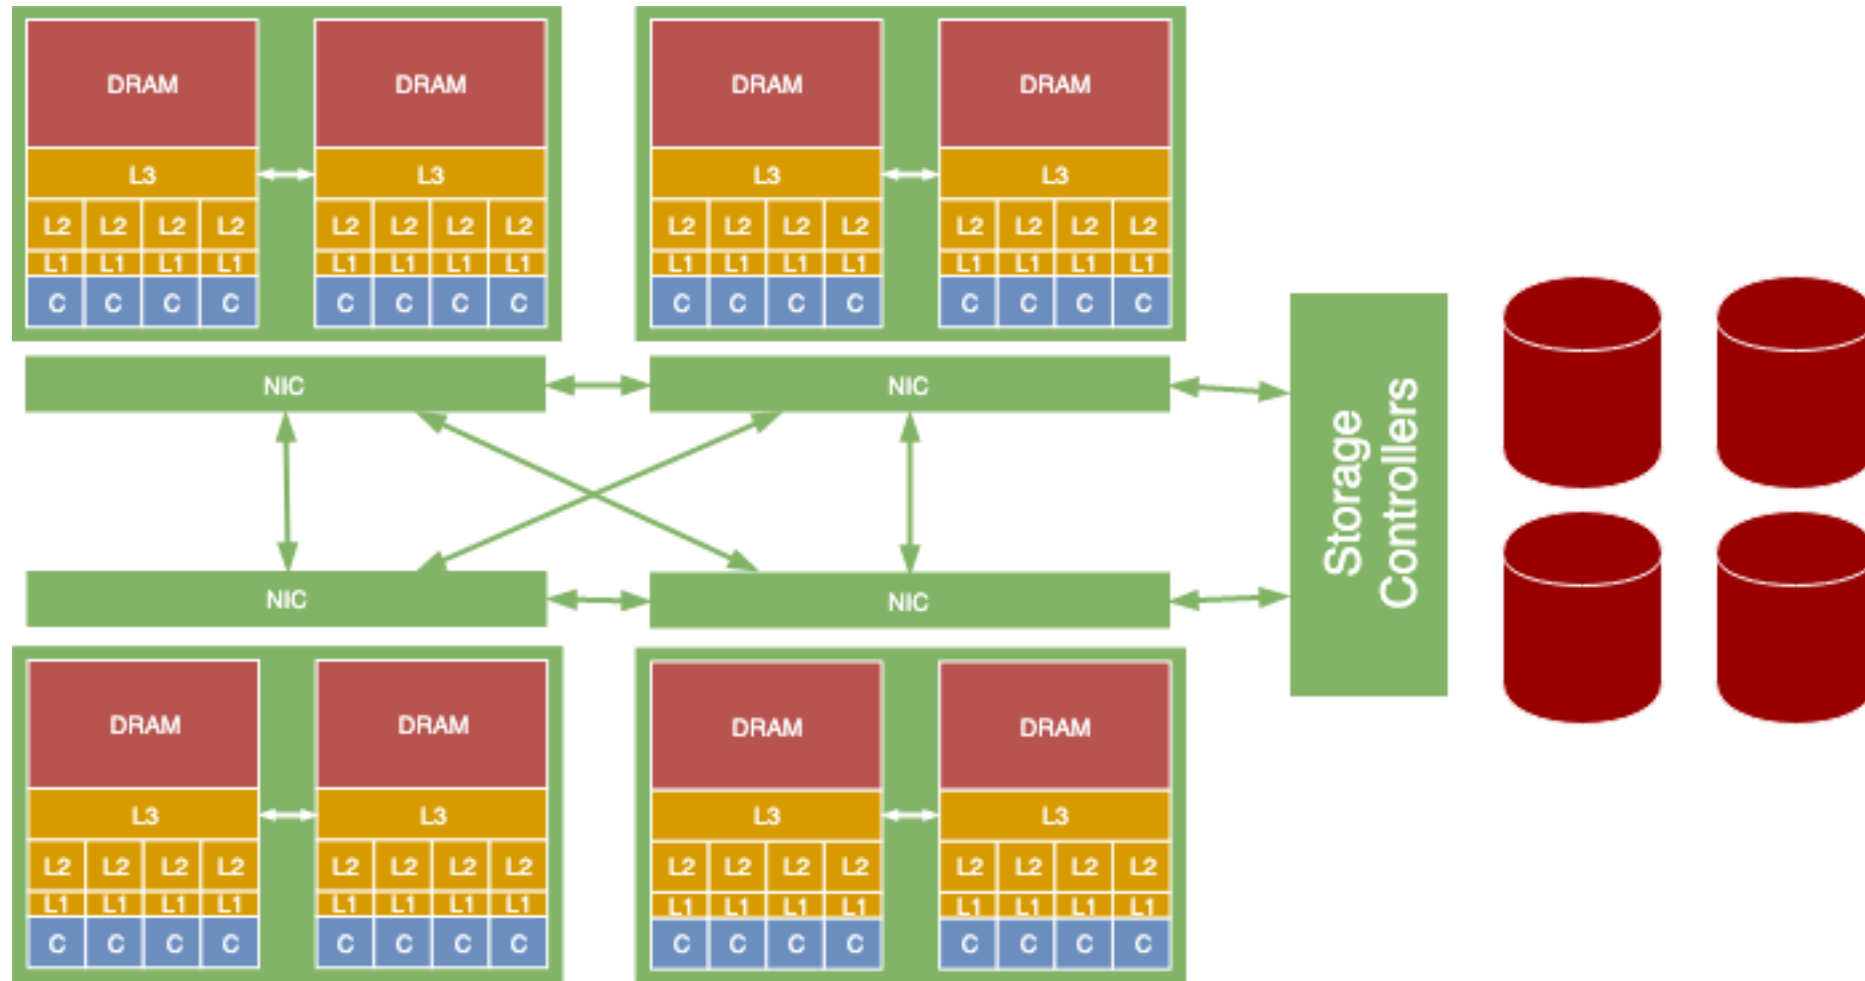 DRAM DRAM DRAM DRAM
L3 L3 L3 L3
L2 L2 L2 L2 L2 L2 L2 L2 L2 L2 L2 L2 L2 L2 L2 L2
L1 L1 L1 L1 L1 L1 L1 L1 L1 L1 L1 L1 L1 L1 L1 L1
C C C C C C C C C C C C C C C C
NIC NIC
Storage
Controllers
NIC NIC
DRAM DRAM DRAM DRAM
L3 L3 L3 L3
L2 L2 L2 L2 L2 L2 L2 L2 L2 L2 L2 L2 L2 L2 L2 L2
L1 L1 L1 L1 L1 L1 L1 L1 L1 L1 L1 L1 L1 L1 L1 L1
C C C C C C C C C C C C C C C C